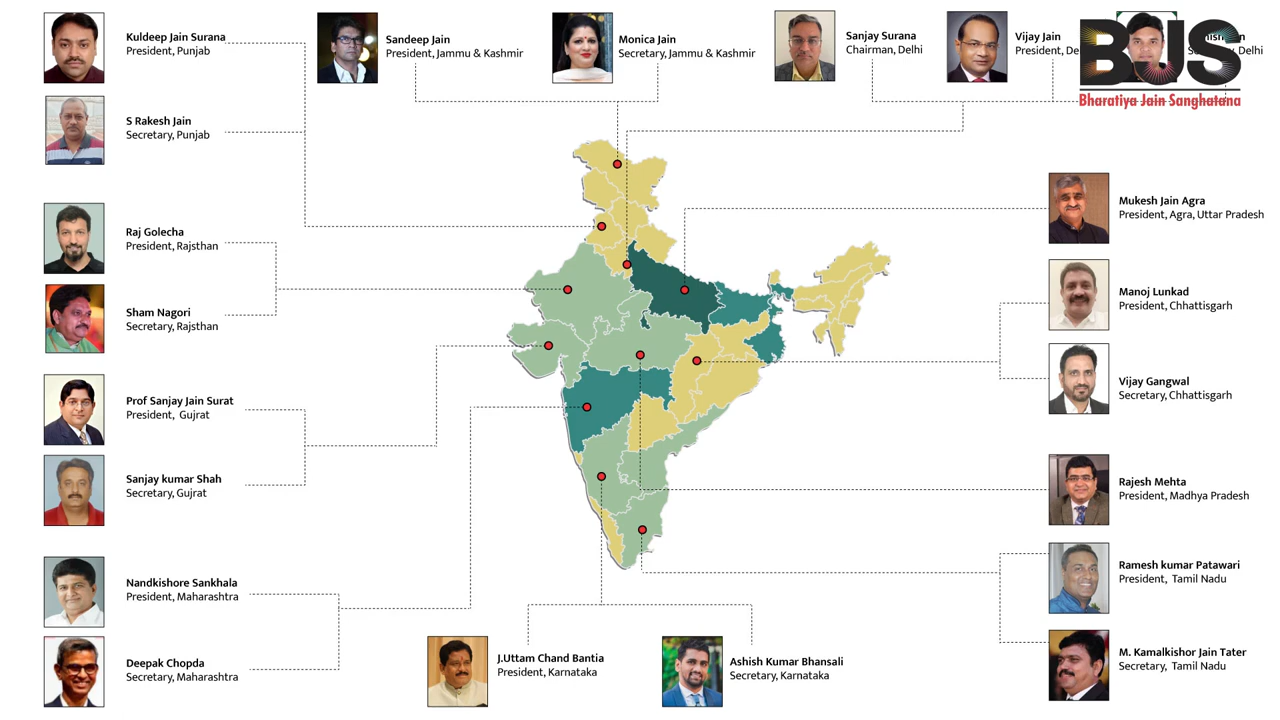 Kuldeep Jain Surana
President, Punjab
Sandeep Jain
President, Jammu & Kashmir
Monica Jain
Secretary, Jammu & Kashmir
Sanjay Surana
Chairman, Delhi
Vijay Jain
President, De
Delhi
BJS
Bharatiya Jain Sanghatana
S Rakesh Jain
Secretary, Punjab
Raj Golecha
President, Rajsthan
Sham Nagori
Secretary, Rajsthan
Prof Sanjay Jain Surat
President, Gujrat
Sanjay kumar Shah
Secretary, Gujrat
Nandkishore Sankhala
President, Maharashtra
Deepak Chopda
Secretary, Maharashtra
J.Uttam Chand Bantia
President, Karnataka
Ashish Kumar Bhansali
Secretary, Karnataka
Mukesh Jain Agra
President, Agra, Uttar Pradesh
Manoj Lunkad
President, Chhattisgarh
Vijay Gangwal
Secretary, Chhattisgarh
Rajesh Mehta
President, Madhya Pradesh
Ramesh kumar Patawari
President, Tamil Nadu
M. Kamalkishor Jain Tater
Secretary, Tamil Nadu